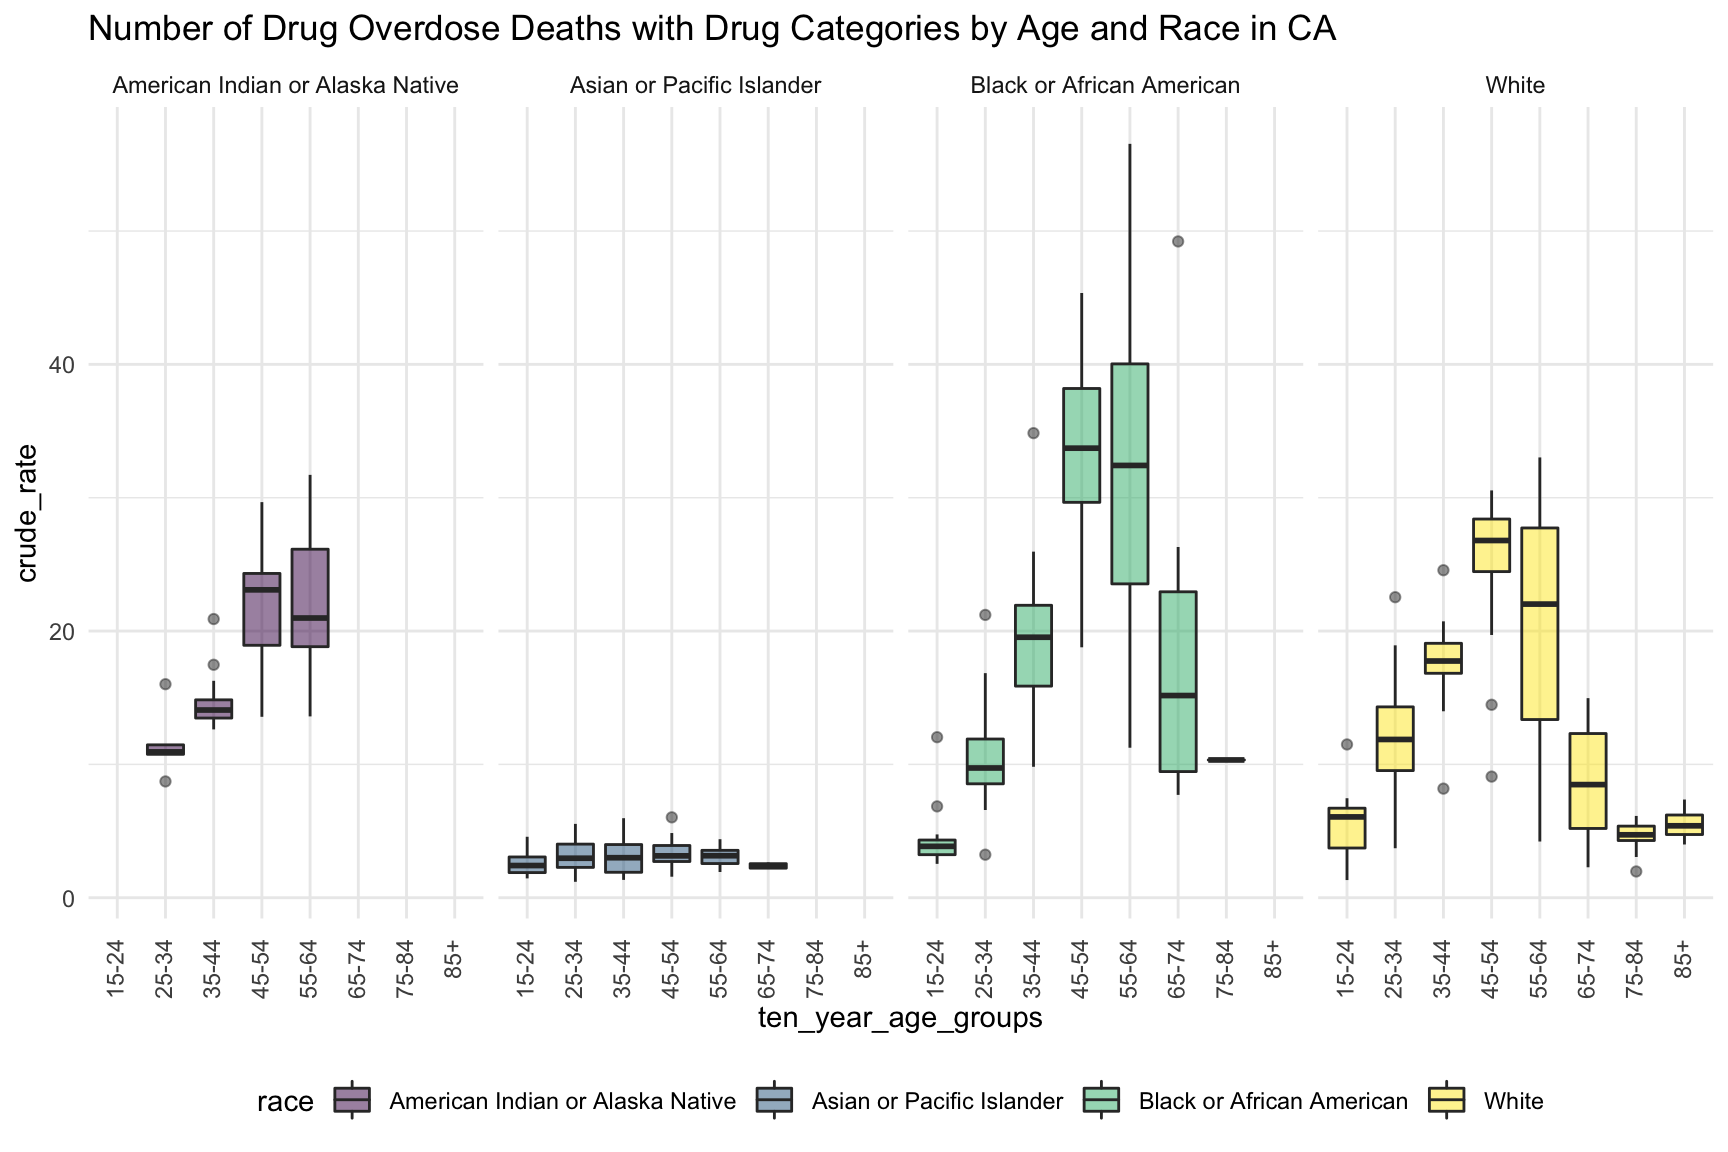 Number of Drug Overdose Deaths with Drug Categories by Age and Race in CA
American Indian or Alaska Native Asian or Pacific Islander Black or African American White
crude_rate
40
20
0
15-24 25-34 35-44 45-54 55-64 65-74 75-84 85+ 15-24 25-34 35-44 45-54 55-64 65-74 75-84 85+ 15-24 25-34 35-44 45-54 55-64 65-74 75-84 85+ 15-24 25-34 35-44 45-54 55-64 65-74 75-84 85+
ten_year_age_groups
race American Indian or Alaska Native Asian or Pacific Islander Black or African American White